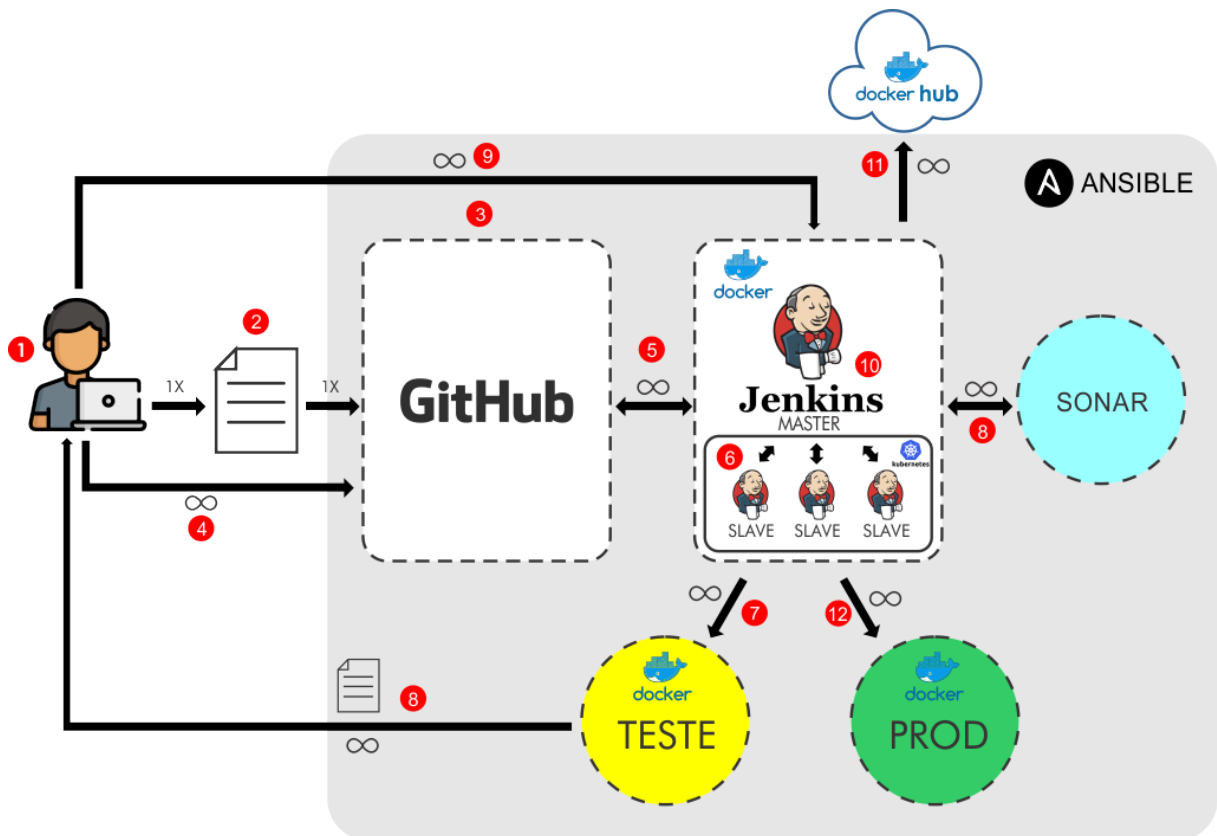 docker hub
∞ 9
11 ∞
ANSIBLE
3
docker
1
2
5
∞
10
1X
1X
GitHub
Jenkins
MASTER
∞
8
SONAR
6
kubernetes
SLAVE SLAVE SLAVE
∞
4
∞ 7
12 ∞
8
∞
docker
TESTE
docker
PROD